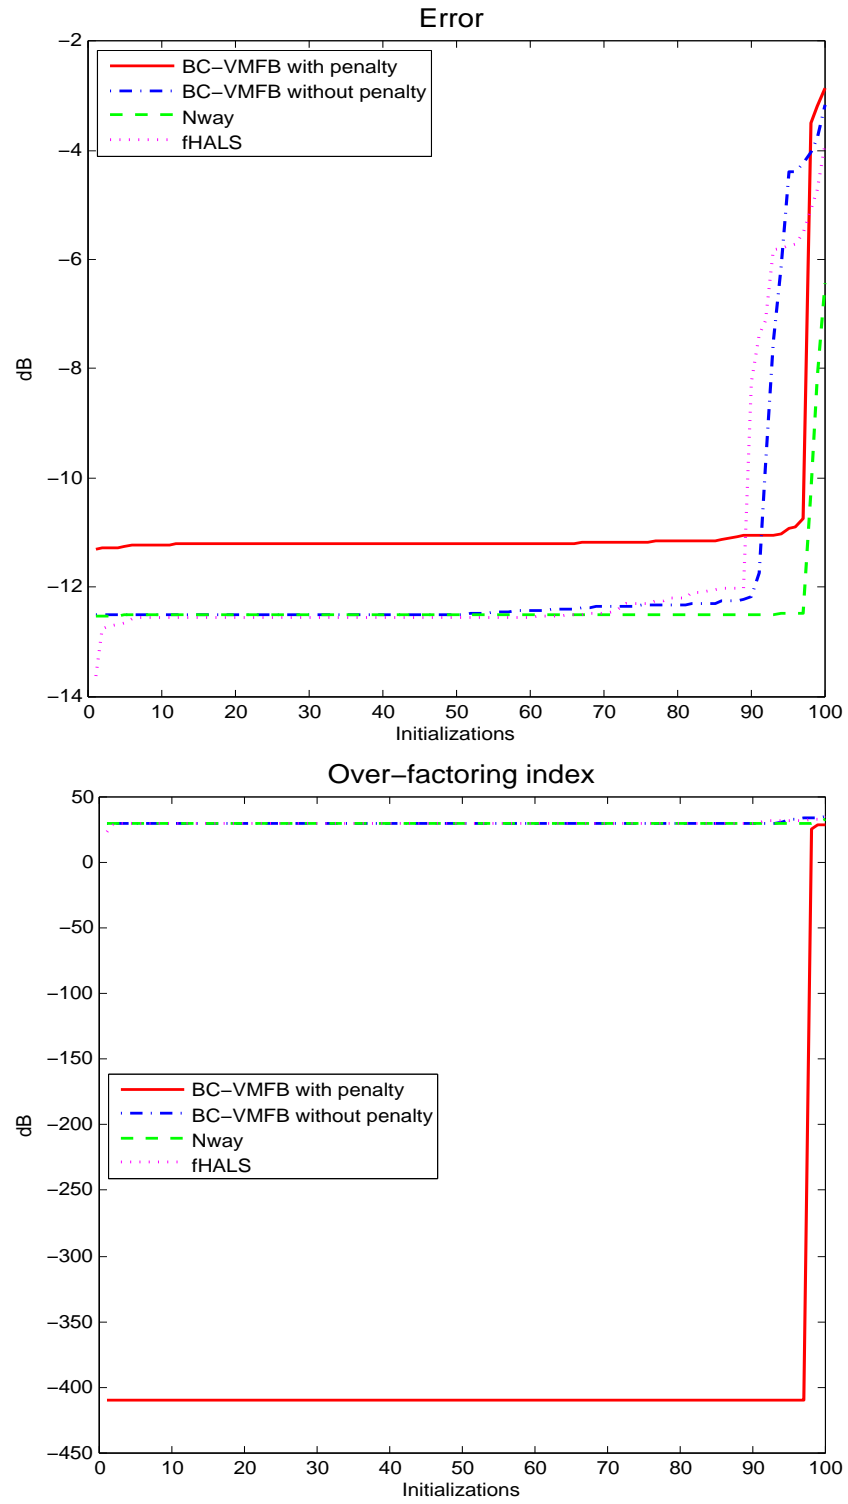 Error
−2
−4
−6
−8
−10
−12
−14
dB
BC−VMFB with penalty
BC−VMFB without penalty
Nway
fHALS
0 10 20 30 40 50 60 70 80 90 100
Initializations
Over−factoring index
50
0
−50
−100
−150
−200
−250
−300
−350
−400
−450
dB
BC−VMFB with penalty
BC−VMFB without penalty
Nway
fHALS
0 10 20 30 40 50 60 70 80 90 100
Initializations